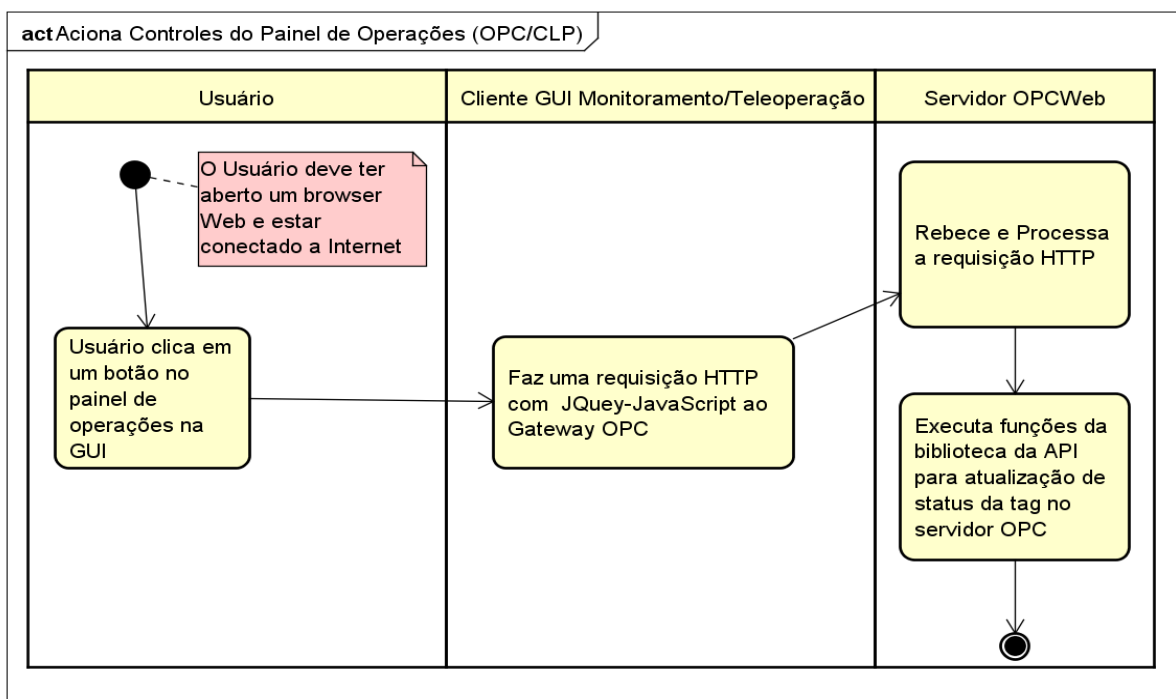 act Aciona Controles do Painel de Operações (OPC/CLP)
Usuário
Cliente GUI Monitoramento/Teleoperação
Servidor OPCWeb
O Usuário deve ter
aberto um browser
Web e estar
conectado a Internet
Usuário clica em
um botão no
painel de
operações na
GUI
Faz uma requisição HTTP
com JQuey-JavaScript ao
Gateway OPC
Rebece e Processa
a requisição HTTP
Executa funções da
biblioteca da API
para atualização de
status da tag no
servidor OPC